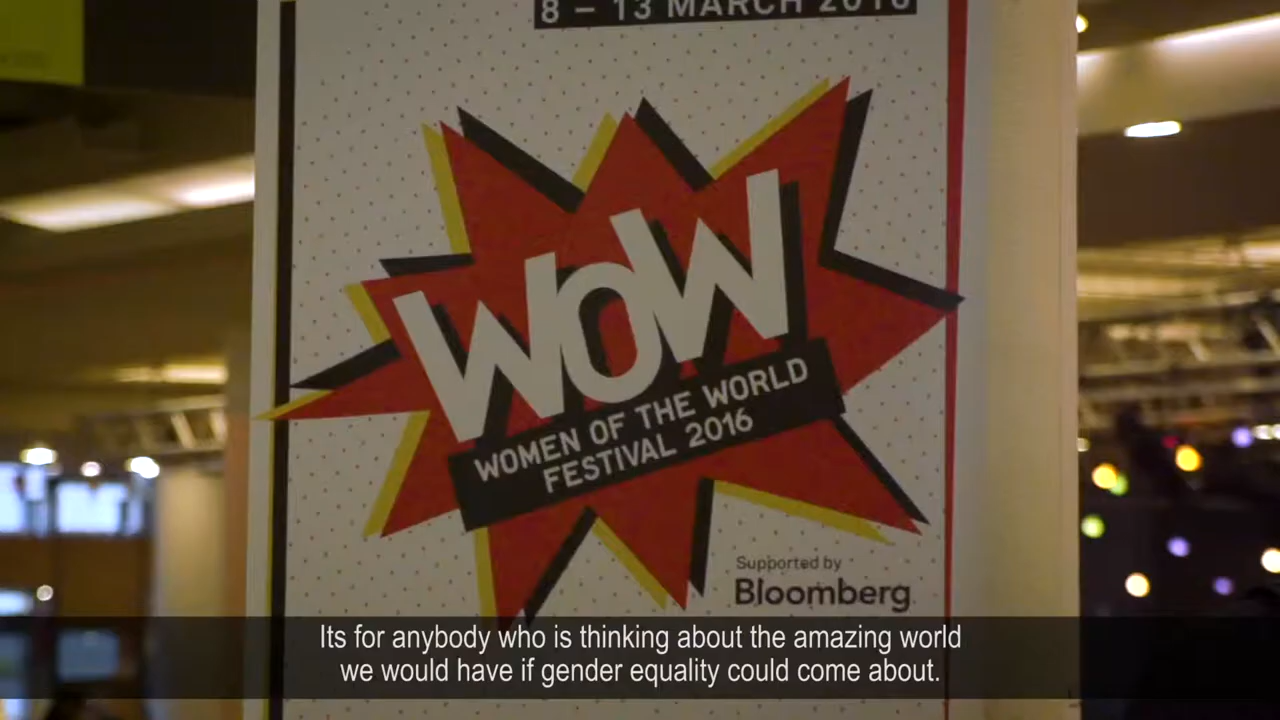 8 – 13 MARCH 2016
WOW
WOMEN OF THE WORLD
FESTIVAL 2016
Supported by
Bloomberg
Its for anybody who is thinking about the amazing world
we would have if gender equality could come about.